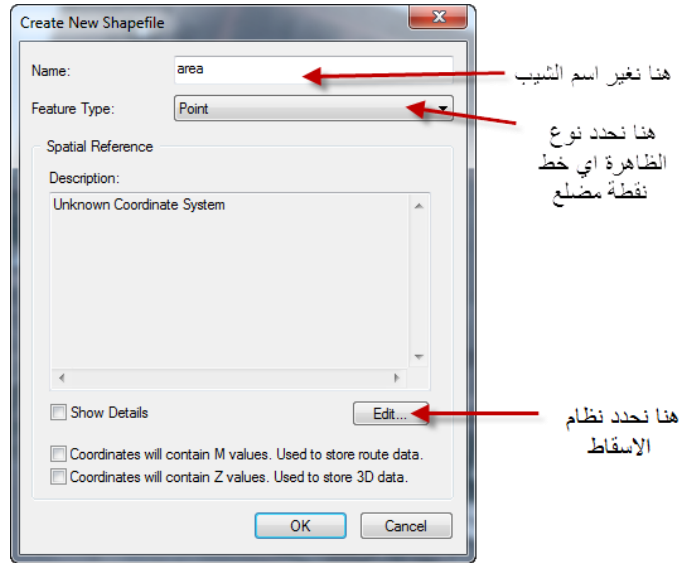 Create New Shapefile
Name:
area
هنا نغير اسم الشيب
Feature Type:
Point
هنا نحدد نوع
الظاهرة اي خط
نقطة مضلع
Spatial Reference
Description:
Unknown Coordinate System
Show Details
Edit...
هنا نحدد نظام
الاسقاط
Coordinates will contain M values. Used to store route data.
Coordinates will contain Z values. Used to store 3D data.
OK
Cancel